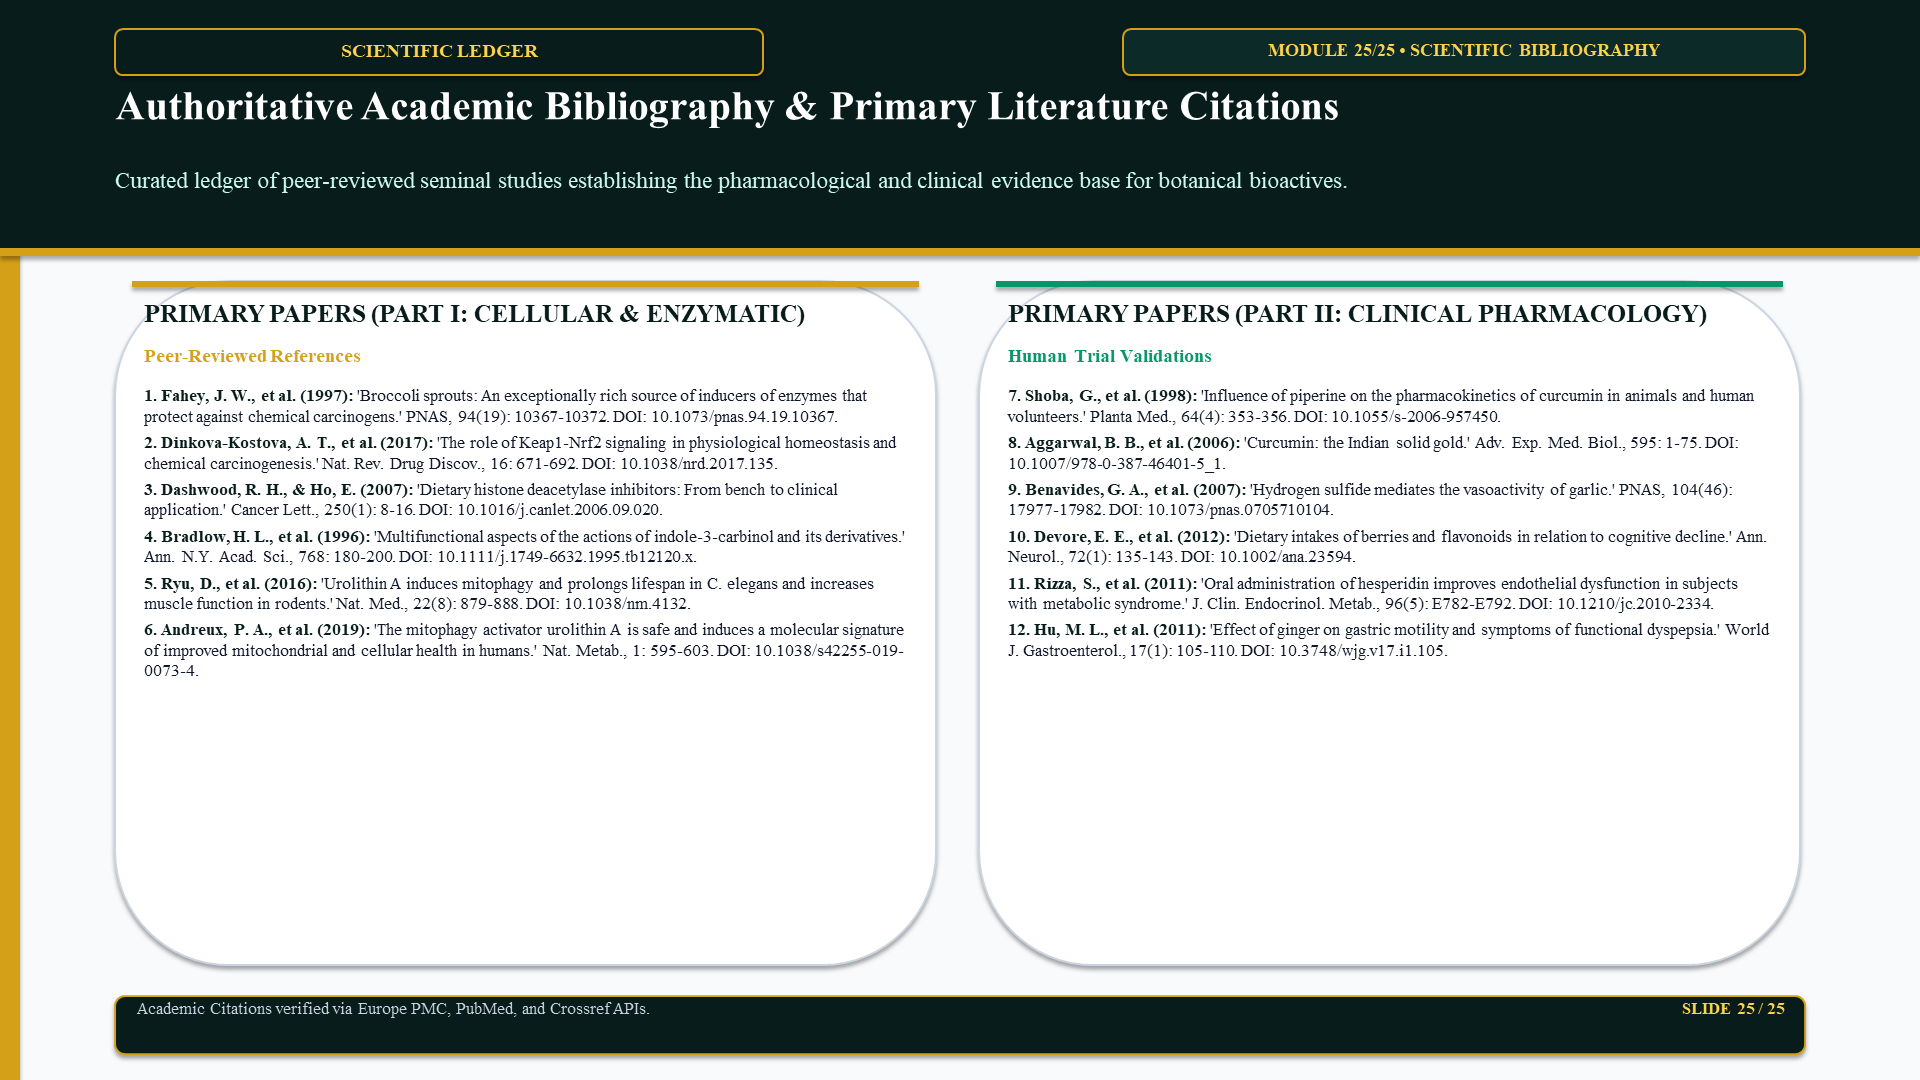 SCIENTIFIC LEDGER
MODULE 25/25 • SCIENTIFIC BIBLIOGRAPHY
Authoritative Academic Bibliography & Primary Literature Citations
Curated ledger of peer-reviewed seminal studies establishing the pharmacological and clinical evidence base for botanical bioactives.
PRIMARY PAPERS (PART I: CELLULAR & ENZYMATIC)
Peer-Reviewed References
1. Fahey, J. W., et al. (1997): 'Broccoli sprouts: An exceptionally rich source of inducers of enzymes that
protect against chemical carcinogens.' PNAS, 94(19): 10367-10372. DOI: 10.1073/pnas.94.19.10367.
2. Dinkova-Kostova, A. T., et al. (2017): 'The role of Keap1-Nrf2 signaling in physiological homeostasis and
chemical carcinogenesis.' Nat. Rev. Drug Discov., 16: 671-692. DOI: 10.1038/nrd.2017.135.
3. Dashwood, R. H., & Ho, E. (2007): 'Dietary histone deacetylase inhibitors: From bench to clinical
application.' Cancer Lett., 250(1): 8-16. DOI: 10.1016/j.canlet.2006.09.020.
4. Bradlow, H. L., et al. (1996): 'Multifunctional aspects of the actions of indole-3-carbinol and its derivatives.'
Ann. N.Y. Acad. Sci., 768: 180-200. DOI: 10.1111/j.1749-6632.1995.tb12120.x.
5. Ryu, D., et al. (2016): 'Urolithin A induces mitophagy and prolongs lifespan in C. elegans and increases
muscle function in rodents.' Nat. Med., 22(8): 879-888. DOI: 10.1038/nm.4132.
6. Andreux, P. A., et al. (2019): 'The mitophagy activator urolithin A is safe and induces a molecular signature
of improved mitochondrial and cellular health in humans.' Nat. Metab., 1: 595-603. DOI: 10.1038/s42255-019-
0073-4.
PRIMARY PAPERS (PART II: CLINICAL PHARMACOLOGY)
Human Trial Validations
7. Shoba, G., et al. (1998): 'Influence of piperine on the pharmacokinetics of curcumin in animals and human
volunteers.' Planta Med., 64(4): 353-356. DOI: 10.1055/s-2006-957450.
8. Aggarwal, B. B., et al. (2006): 'Curcumin: the Indian solid gold.' Adv. Exp. Med. Biol., 595: 1-75. DOI:
10.1007/978-0-387-46401-5_1.
9. Benavides, G. A., et al. (2007): 'Hydrogen sulfide mediates the vasoactivity of garlic.' PNAS, 104(46):
17977-17982. DOI: 10.1073/pnas.0705710104.
10. Devore, E. E., et al. (2012): 'Dietary intakes of berries and flavonoids in relation to cognitive decline.' Ann.
Neurol., 72(1): 135-143. DOI: 10.1002/ana.23594.
11. Rizza, S., et al. (2011): 'Oral administration of hesperidin improves endothelial dysfunction in subjects
with metabolic syndrome.' J. Clin. Endocrinol. Metab., 96(5): E782-E792. DOI: 10.1210/jc.2010-2334.
12. Hu, M. L., et al. (2011): 'Effect of ginger on gastric motility and symptoms of functional dyspepsia.' World
J. Gastroenterol., 17(1): 105-110. DOI: 10.3748/wjg.v17.i1.105.
Academic Citations verified via Europe PMC, PubMed, and Crossref APIs.
SLIDE 25 / 25